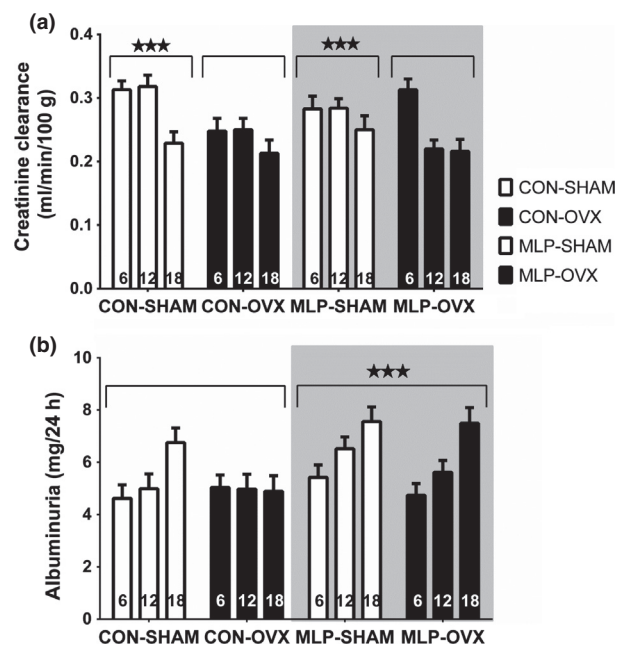 (a)
★★★ ★★★
Creatinine clearance
(ml/min/100 g)
0.4
0.3
0.2
0.1
0.0
6 12 18 6 12 18 6 12 18 6 12 18
CON-SHAM CON-OVX MLP-SHAM MLP-OVX
CON-SHAM
CON-OVX
MLP-SHAM
MLP-OVX
(b)
★★★
Albuminuria (mg/24 h)
10
8
6
4
2
0
6 12 18 6 12 18 6 12 18 6 12 18
CON-SHAM CON-OVX MLP-SHAM MLP-OVX